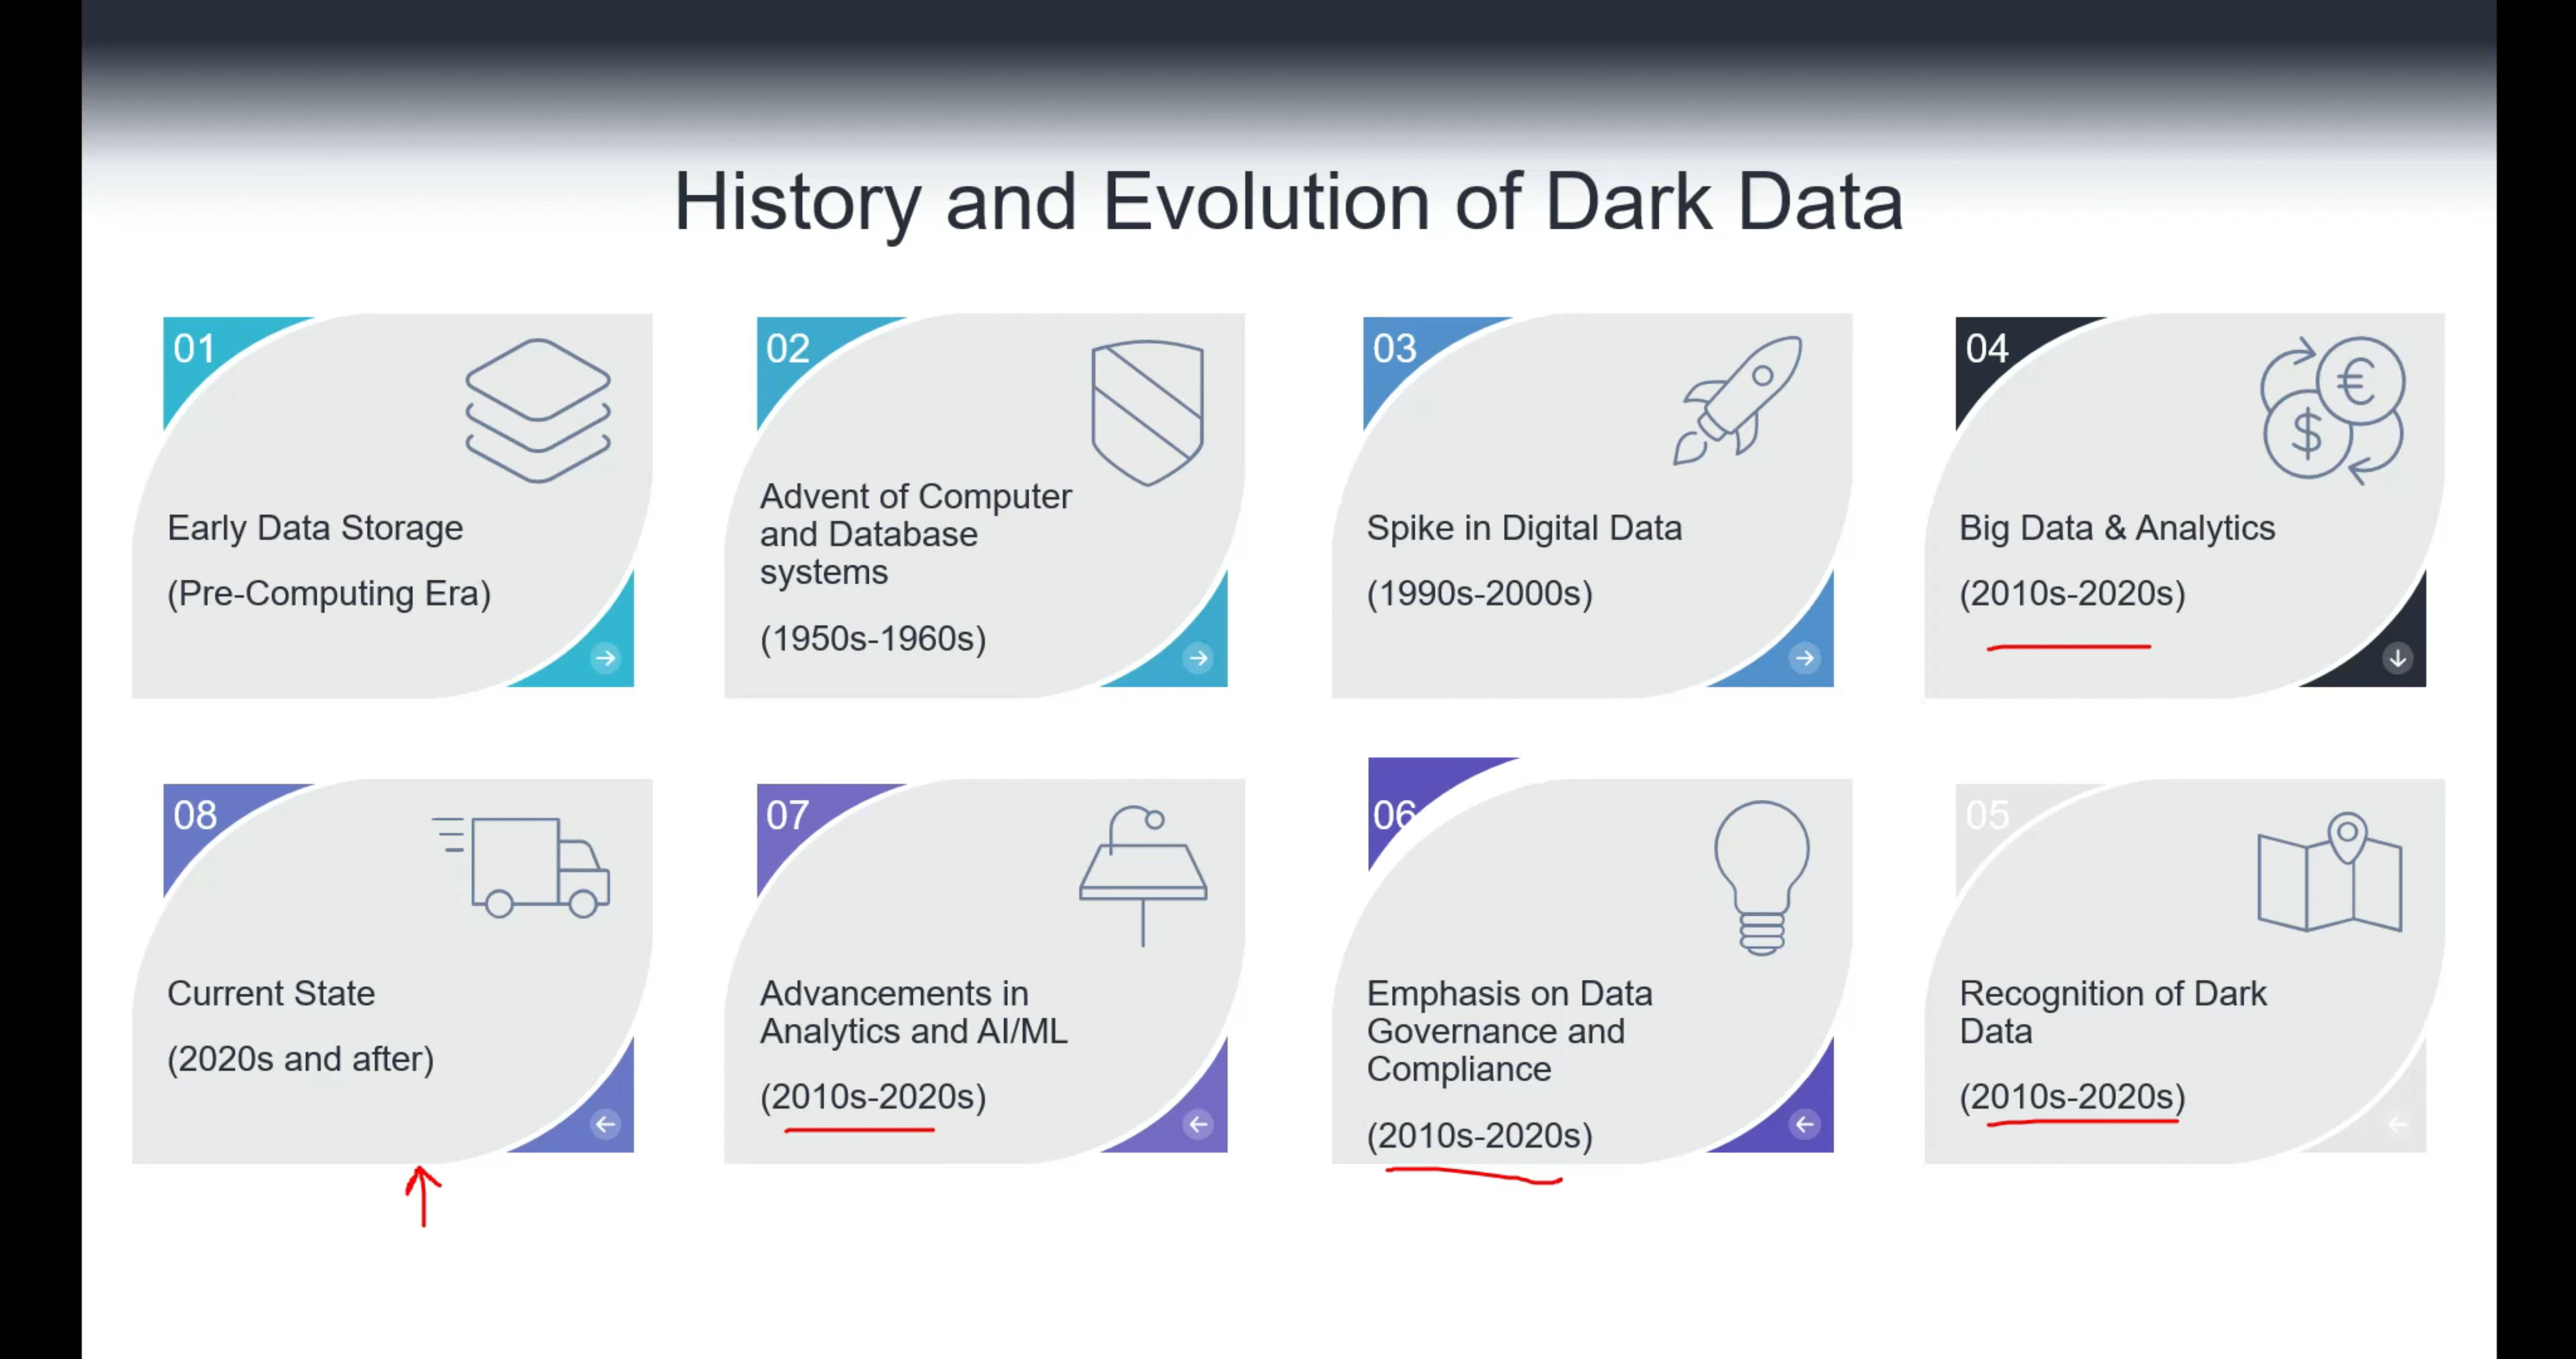 History and Evolution of Dark Data
01
Early Data Storage
(Pre-Computing Era)
02
Advent of Computer
and Database
systems
(1950s-1960s)
03
Spike in Digital Data
(1990s-2000s)
04
€
$
Big Data & Analytics
(2010s-2020s)
05
Recognition of Dark
Data
(2010s-2020s)
06
Emphasis on Data
Governance and
Compliance
(2010s-2020s)
07
Advancements in
Analytics and AI/ML
(2010s-2020s)
08
Current State
(2020s and after)